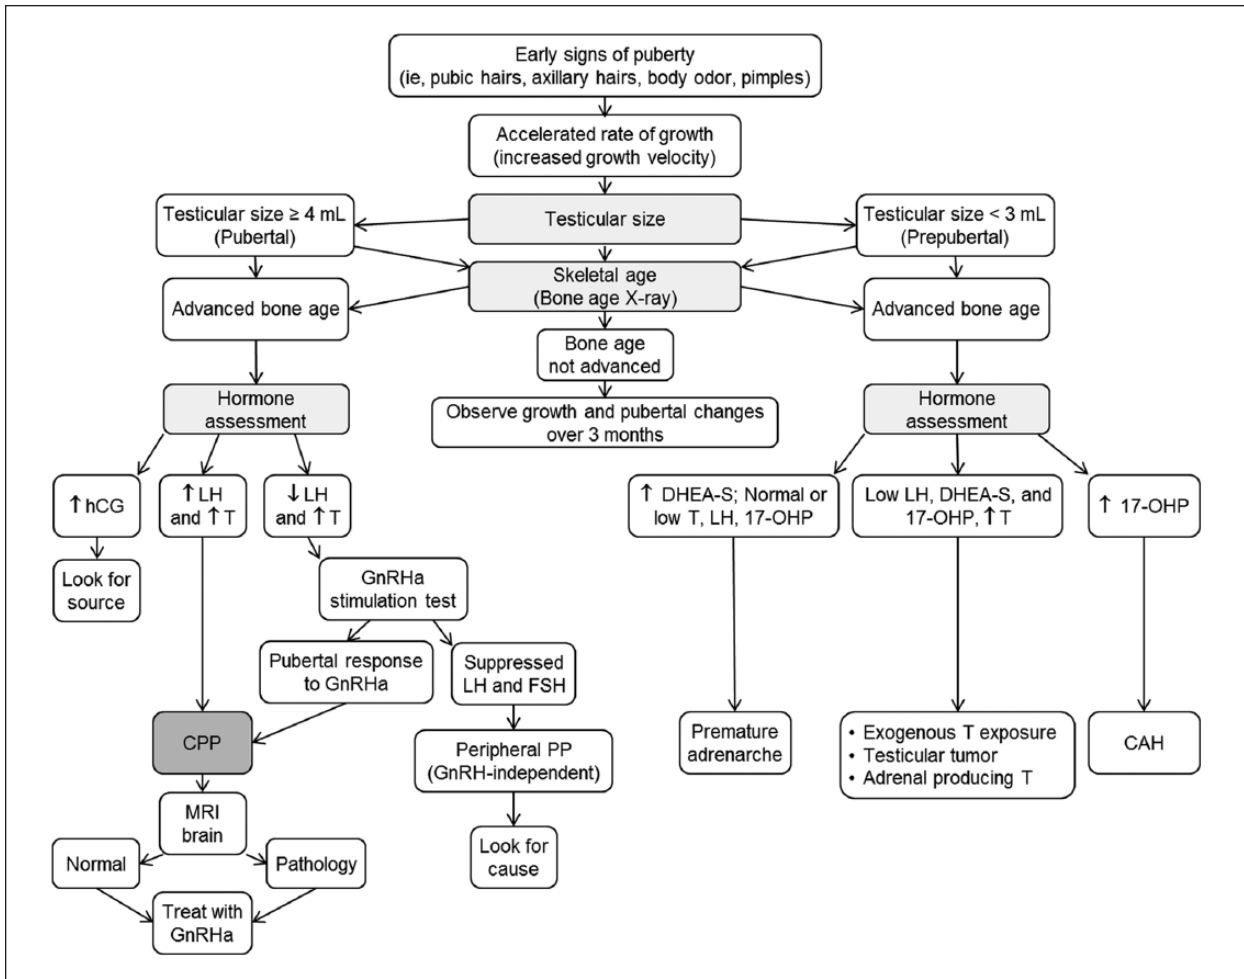 Early signs of puberty
(ie, pubic hairs, axillary hairs, body odor, pimples)
Accelerated rate of growth
(increased growth velocity)
Testicular size ≥ 4 mL
(Pubertal)
Testicular size
Testicular size < 3 mL
(Prepubertal)
Skeletal age
(Bone age X-ray)
Advanced bone age
Advanced bone age
Bone age
not advanced
Hormone
assessment
Observe growth and pubertal changes
over 3 months
Hormone
assessment
↑ hCG
↑ LH
and ↑ T
↓ LH
and ↑ T
↑ DHEA-S; Normal or
low T, LH, 17-OHP
Low LH, DHEA-S, and
17-OHP, ↑ T
↑ 17-OHP
Look for
source
GnRHa
stimulation test
Pubertal response
to GnRHa
Suppressed
LH and FSH
CPP
Peripheral PP
(GnRH-independent)
Premature
adrenarche
• Exogenous T exposure
• Testicular tumor
• Adrenal producing T
CAH
MRI
brain
Normal
Pathology
Look for
cause
Treat with
GnRHa